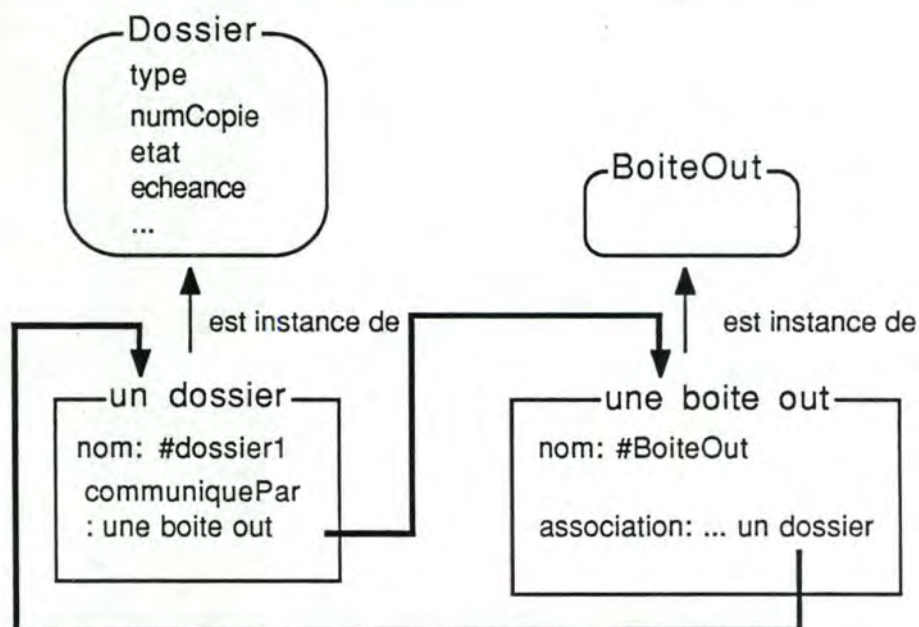 Dossier
type
numCopie
etat
echeance
...
BoiteOut
est instance de
est instance de
un dossier
nom: #dossier1
communiquePar
: une boite out
une boite out
nom: #BoiteOut
association: ... un dossier